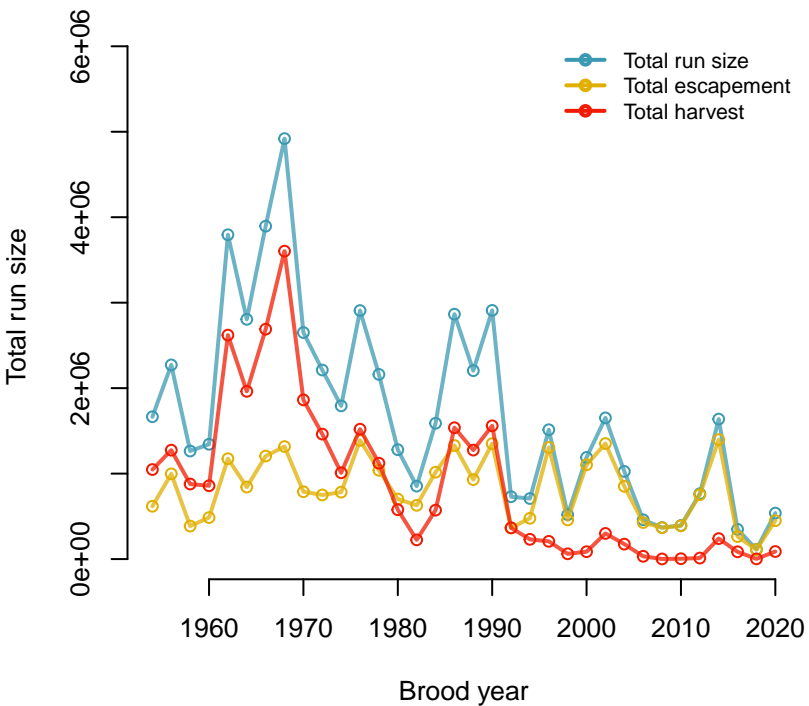 Total run size
Total escapement
Total harvest
6e+06
4e+06
2e+06
0e+00
Total run size
1960 1970 1980 1990 2000 2010 2020
Brood year